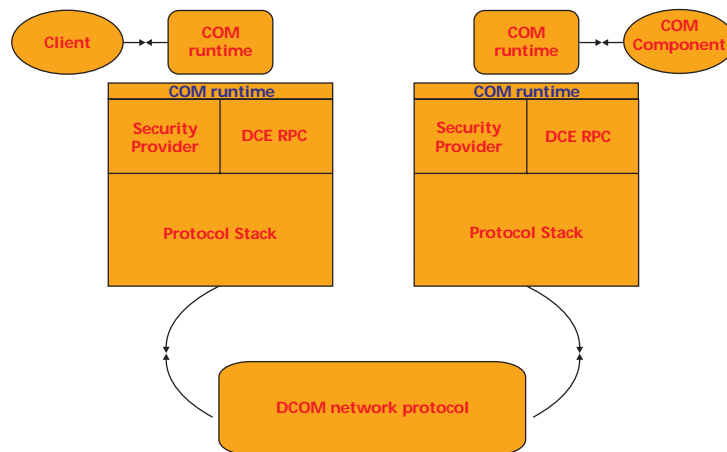 Client
COM
runtime
COM
runtime
COM
Component
COM runtime
Security
Provider
DCE RPC
Protocol Stack
COM runtime
Security
Provider
DCE RPC
Protocol Stack
DCOM network protocol